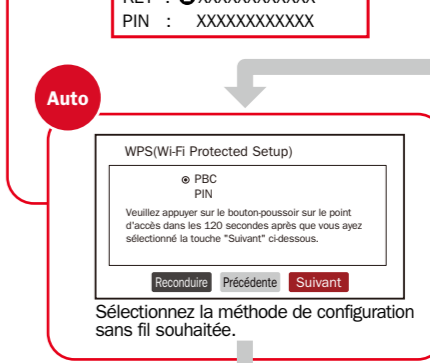 : XXXXXXXXXXXX
PIN : XXXXXXXXXXXX
Auto
WPS(Wi-Fi Protected Setup)
PBC
PIN
Veuillez appuyer sur le bouton-poussoir sur le point
d'accès dans les 120 secondes après que vous ayez
sélectionné la touche "Suivant" ci-dessous.
Reconduire Précédente Suivant
Sélectionnez la méthode de configuration
sans fil souhaitée.